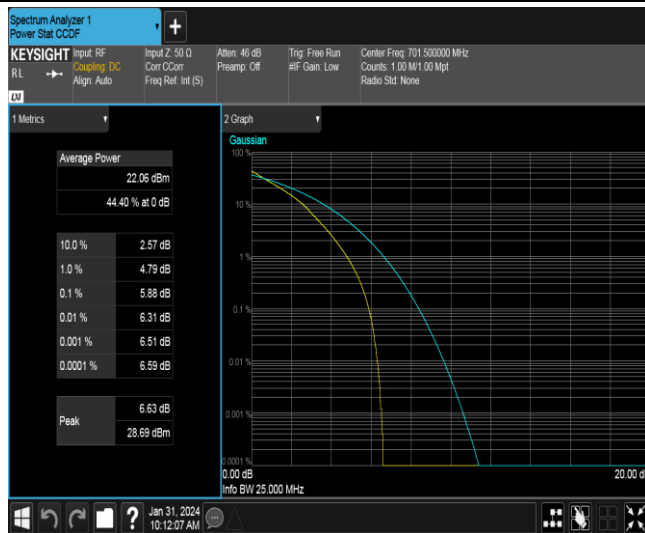 Spectrum Analyzer 1
Power Stat CCDF
+
KEYSIGHT
RL
LXI
Input: RF
Coupling: DC
Align: Auto
Input Z: 50 Ω
Corr CCorr
Freq Ref: Int (S)
Atten: 46 dB
Preamp: Off
Trig: Free Run
#IF Gain: Low
Center Freq: 701.500000 MHz
Counts: 1.00 M/1.00 Mpt
Radio Std: None
1 Metrics
Average Power
22.06 dBm
44.40 % at 0 dB
10.0 % 2.57 dB
1.0 % 4.79 dB
0.1 % 5.88 dB
0.01 % 6.31 dB
0.001 % 6.51 dB
0.0001 % 6.59 dB
Peak
6.63 dB
28.69 dBm
2 Graph
Gaussian
100 %
10 %
1 %
0.1 %
0.01 %
0.001 %
0.0001 %
0.00 dB
20.00 d
Info BW 25.000 MHz
?
Jan 31, 2024
10:12:07 AM